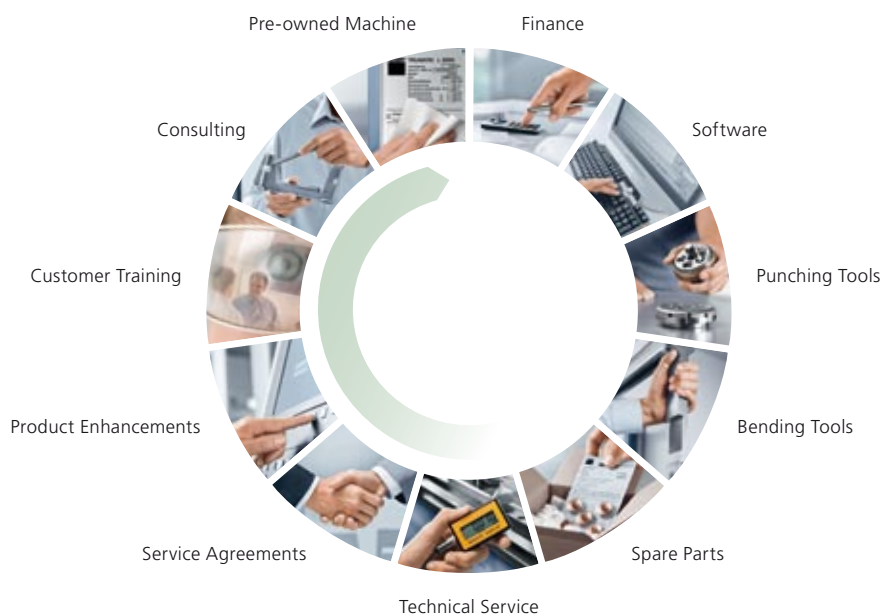 Pre-owned Machine
Finance
Consulting
Software
Customer Training
Punching Tools
Product Enhancements
Bending Tools
Service Agreements
Spare Parts
Technical Service